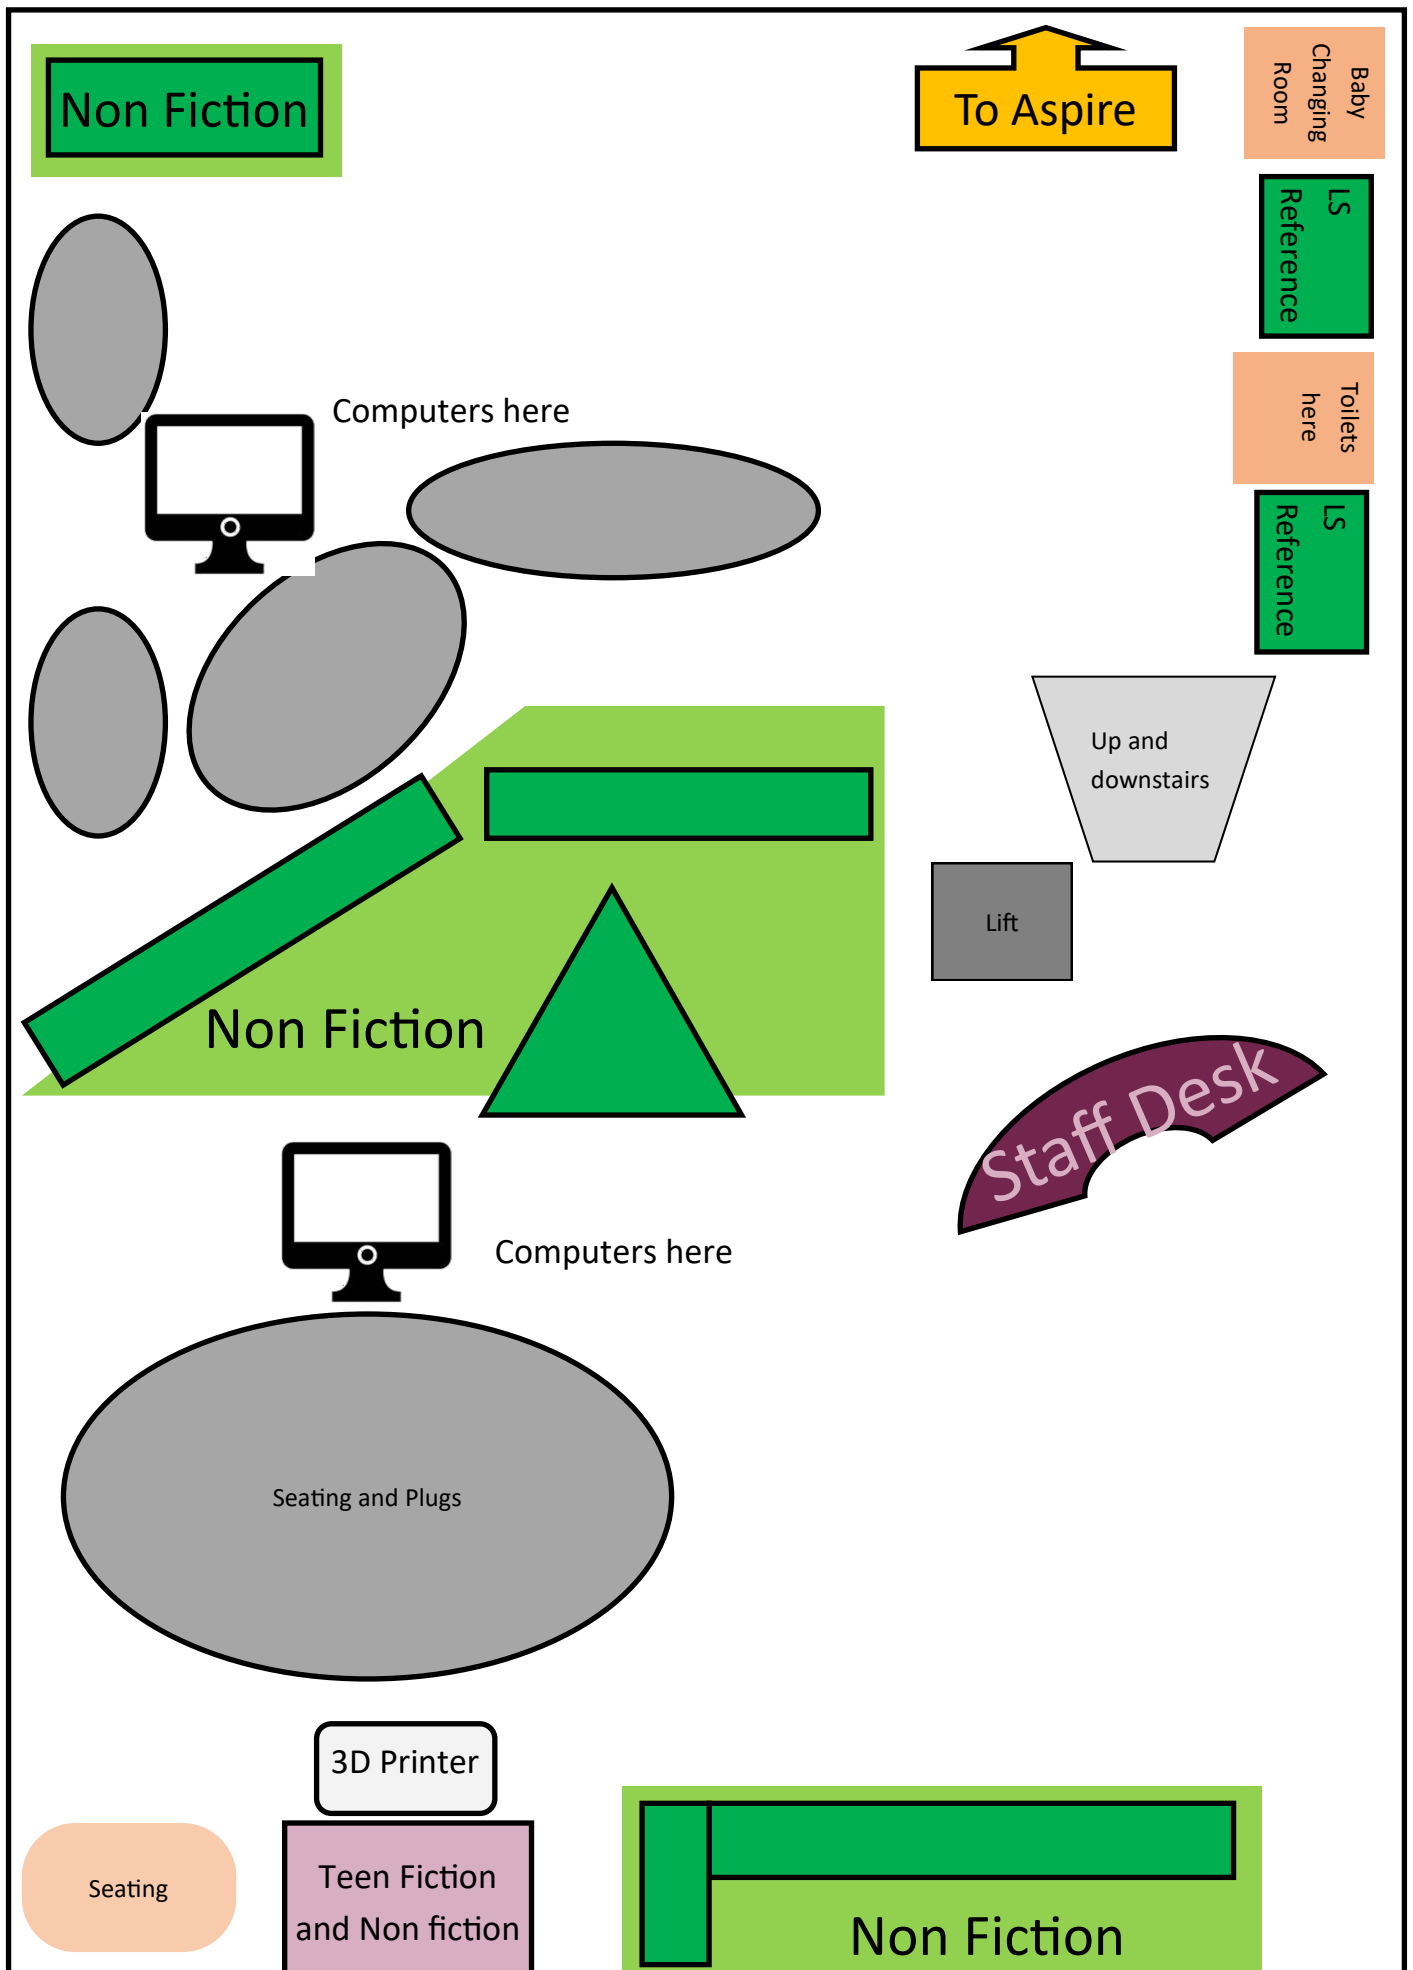 Non Fiction
To Aspire
Baby
Changing
Room
LS
Reference
Computers here
Toilets
here
LS
Reference
Up and
downstairs
Lift
Non Fiction
Staff Desk
Computers here
Seating and Plugs
3D Printer
Seating
Teen Fiction
and Non fiction
Non Fiction